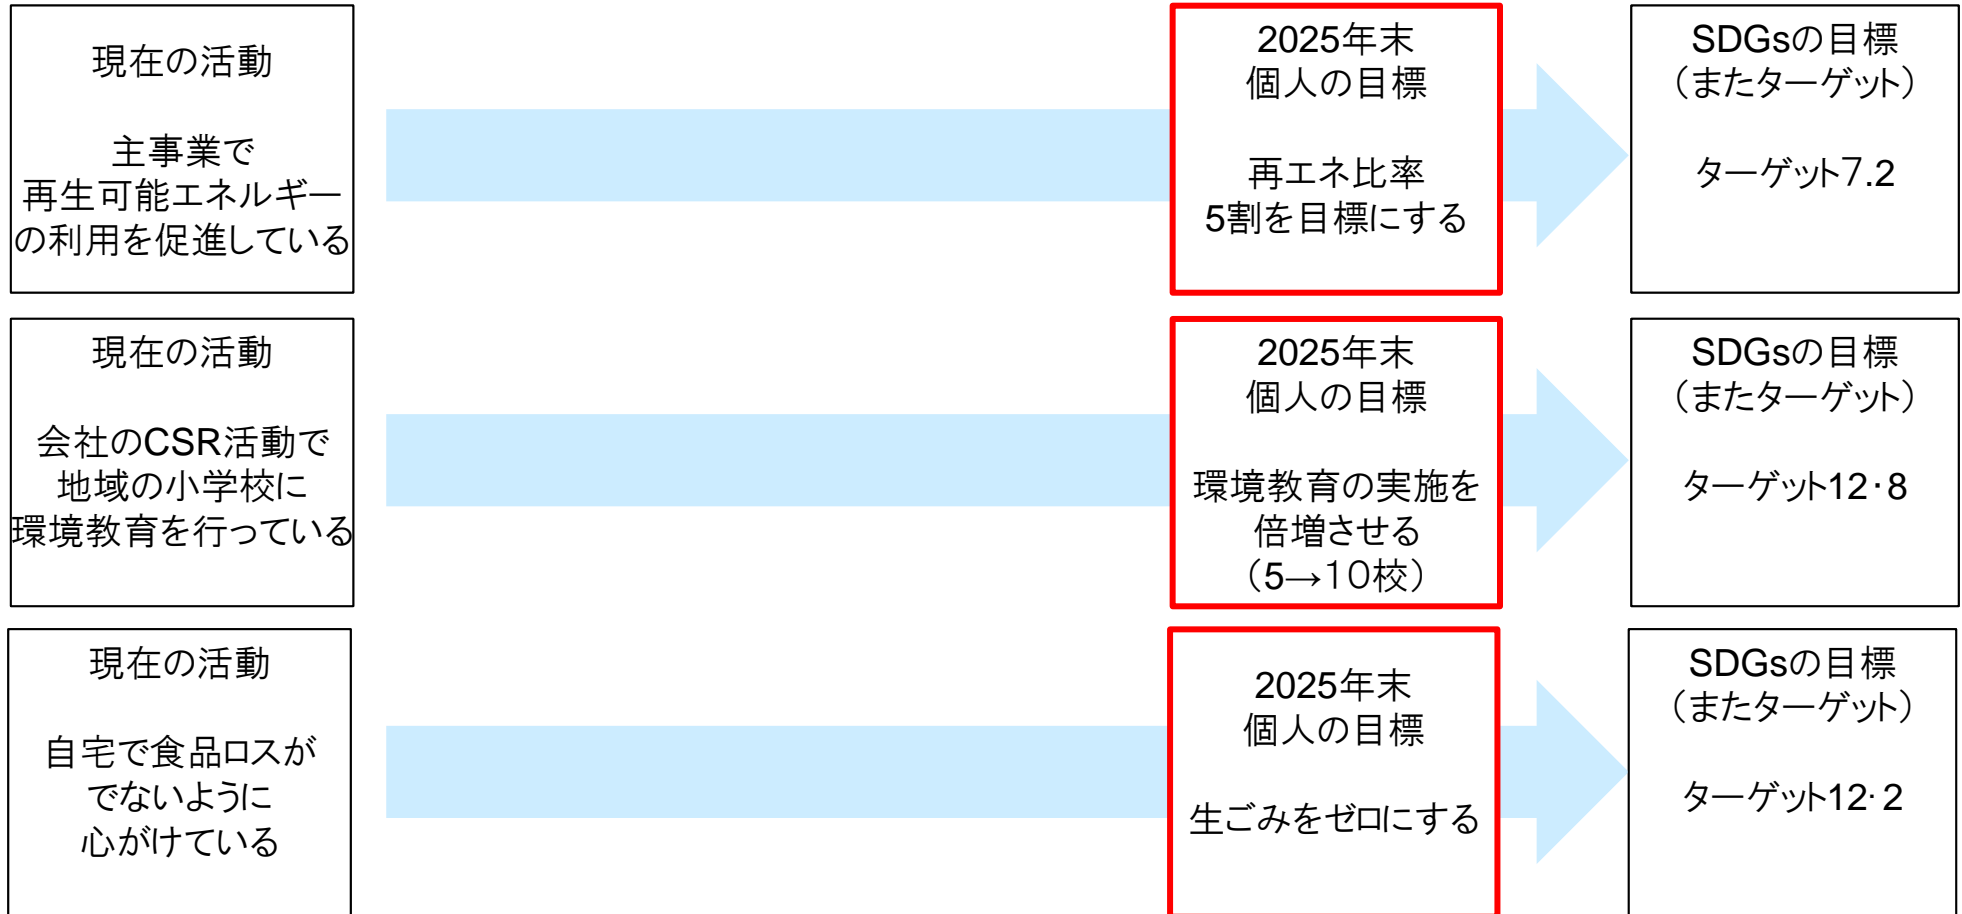 現在の活動
主事業で
再生可能エネルギー
の利用を促進している
2025年末
個人の目標
再エネ比率
5割を目標にする
SDGsの目標
（またターゲット）
ターゲット7.2
現在の活動
会社のCSR活動で
地域の小学校に
環境教育を行っている
2025年末
個人の目標
環境教育の実施を
倍増させる
（5→10校）
SDGsの目標
（またターゲット）
ターゲット12・8
現在の活動
自宅で食品ロスが
でないように
心がけている
2025年末
個人の目標
生ごみをゼロにする
SDGsの目標
（またターゲット）
ターゲット12・2